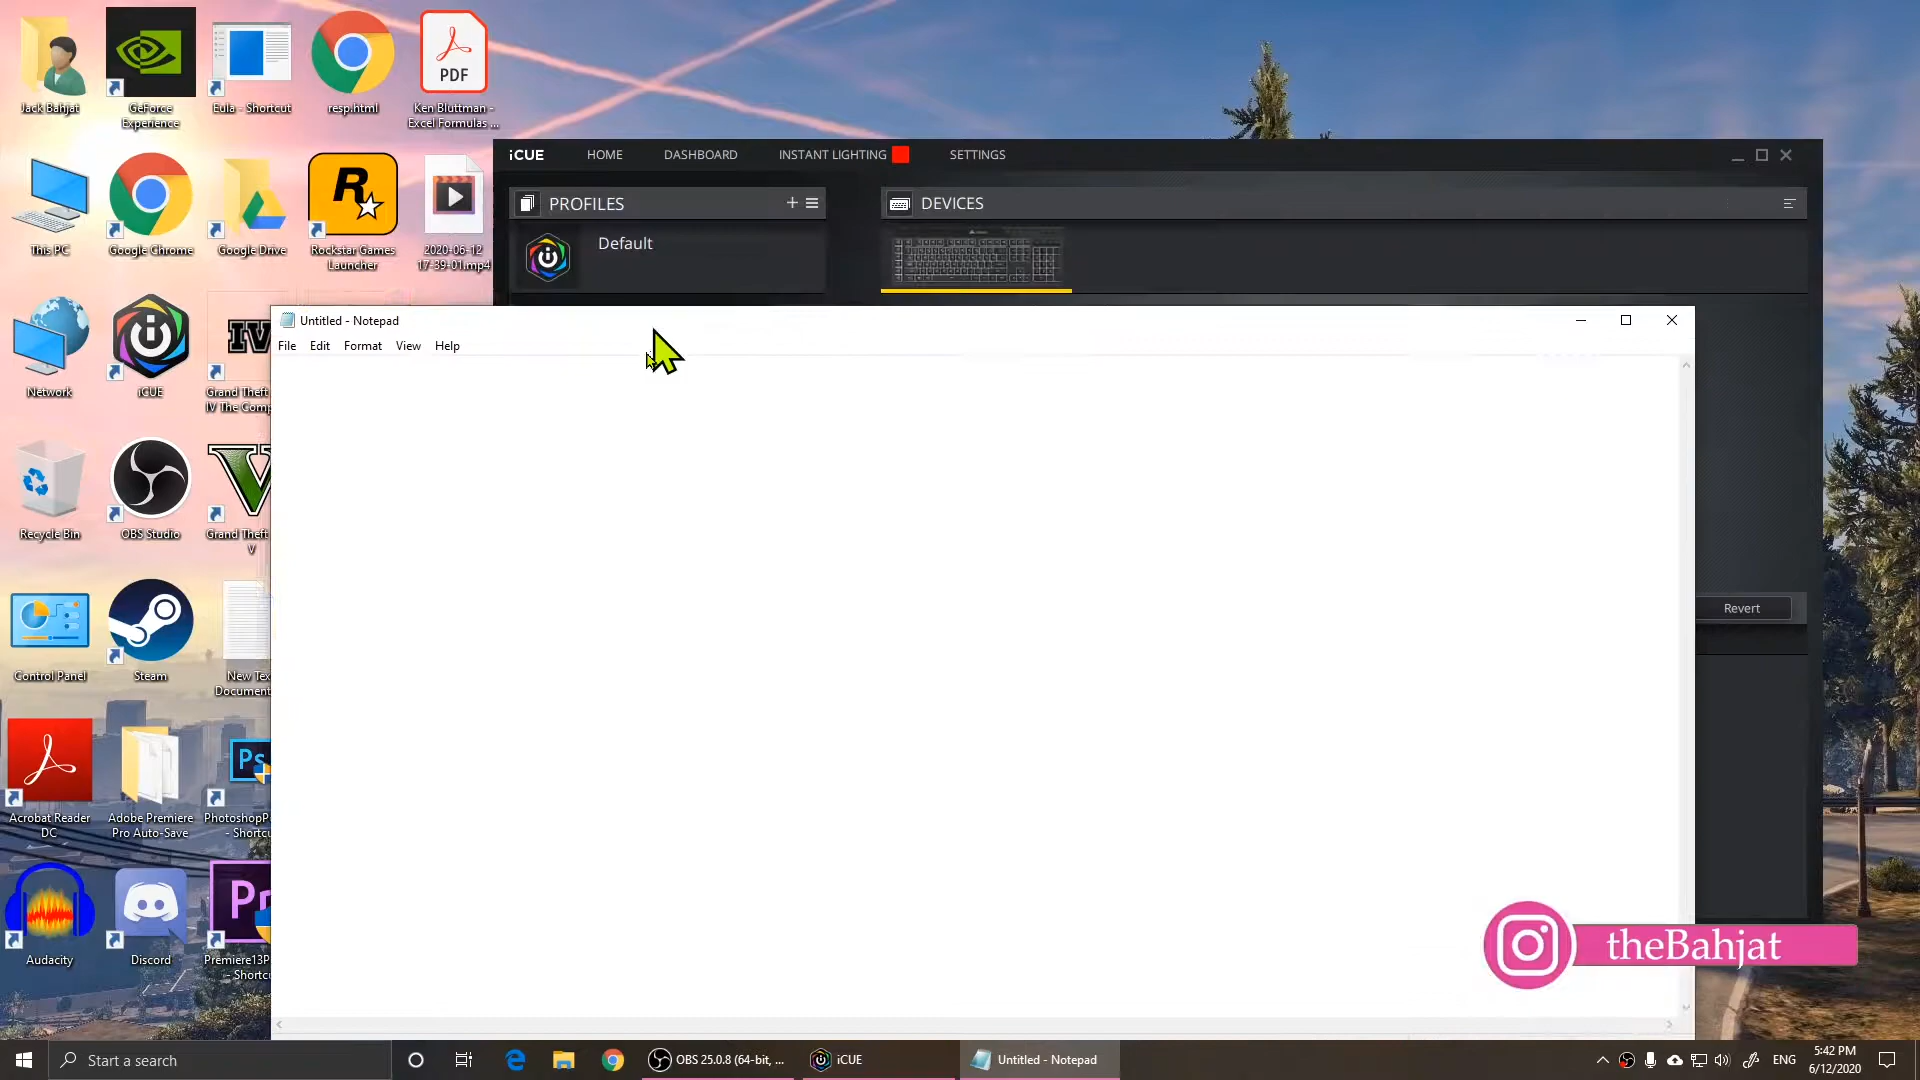 Jack Bahjat
GeForce
Experience
Eula - Shortcut
resp.html
PDF
Ken Bluttman -
Excel Formulas ...
This PC
Google Chrome
Google Drive
Rockstar Games
Launcher
2020-06-12
17-39-01.mp4
iCUE
HOME
DASHBOARD
INSTANT LIGHTING
SETTINGS
PROFILES
DEVICES
Default
Network
iCUE
IV
Grand Theft
IV The Comp
Untitled - Notepad
File
Edit
Format
View
Help
Recycle Bin
OBS Studio
Grand Theft
V
Control Panel
Steam
New Tex
Document
Revert
Acrobat Reader
DC
Adobe Premiere
Pro Auto-Save
Ps
PhotoshopP
- Shortcu
Audacity
Discord
Pr
Premiere13P
- Shortcu
theBahjat
Start a search
OBS 25.0.8 (64-bit, ...
iCUE
Untitled - Notepad
ENG
5:42 PM
6/12/2020